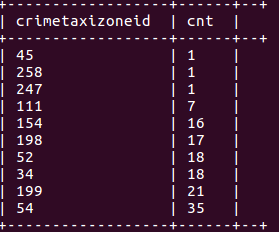 +--------------------+------+--+
| crimetaxizoneid | cnt |
+--------------------+------+--+
| 45 | 1 |
| 258 | 1 |
| 247 | 1 |
| 111 | 7 |
| 154 | 16 |
| 198 | 17 |
| 52 | 18 |
| 34 | 18 |
| 199 | 21 |
| 54 | 35 |
+--------------------+------+--+